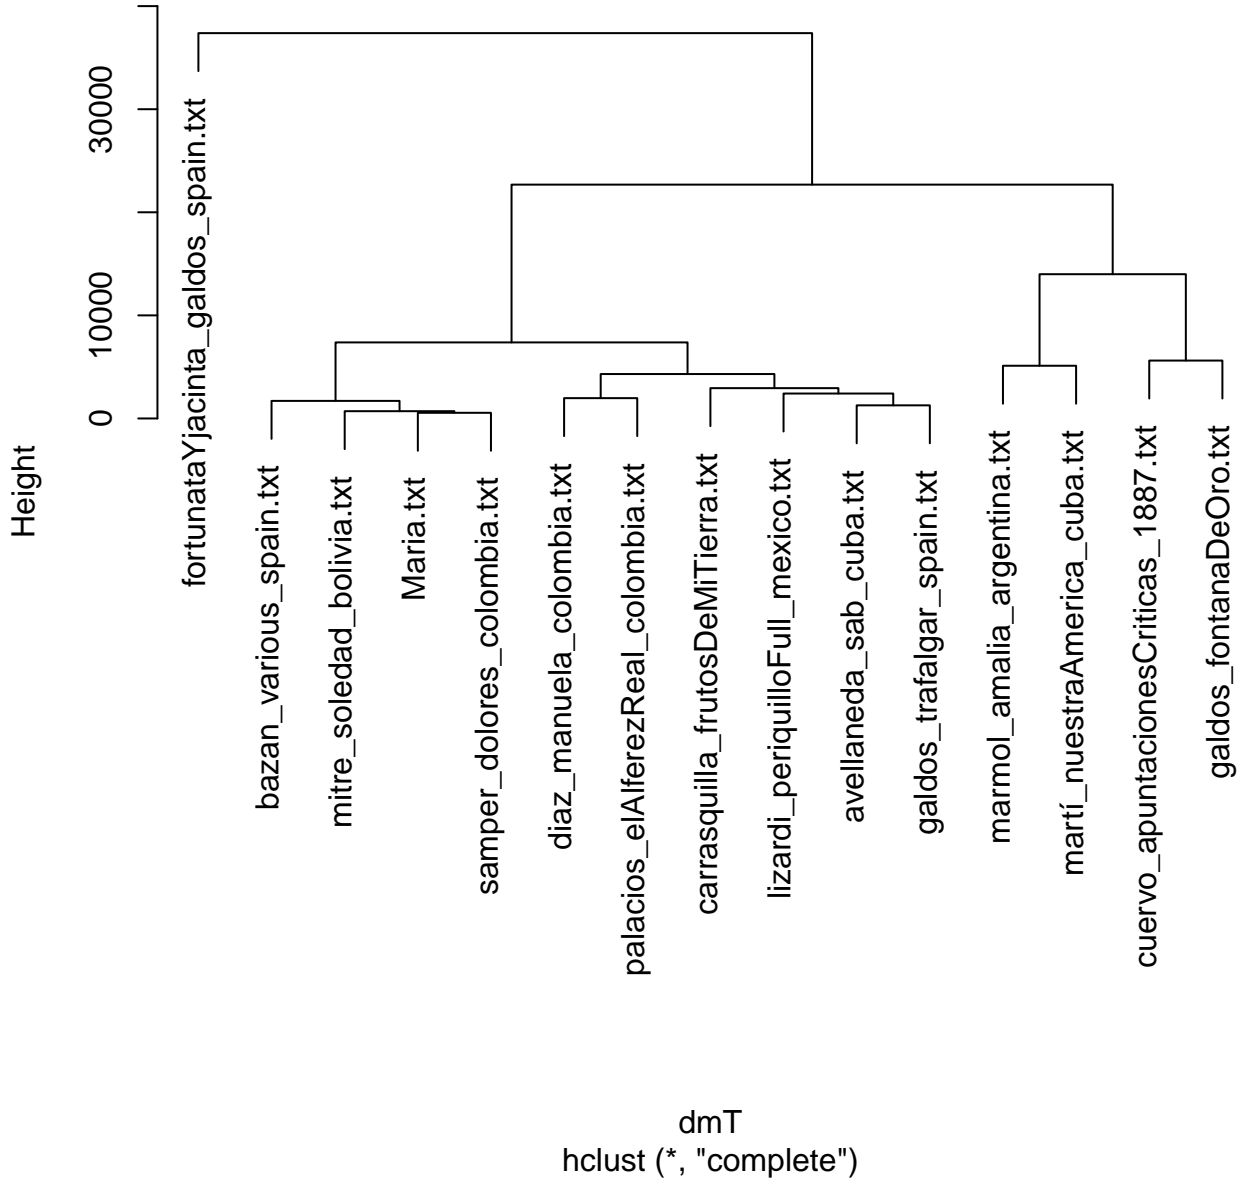 Height
0
10000
30000
fortunataYjacinta_galdos_spain.txt
bazan_various_spain.txt
mitre_soledad_bolivia.txt
Maria.txt
samper_dolores_colombia.txt
diaz_manuela_colombia.txt
palacios_elAlferezReal_colombia.txt
carrasquilla_frutosDeMiTierra.txt
lizardi_periquilloFull_mexico.txt
avellaneda_sab_cuba.txt
galdos_trafalgar_spain.txt
marmol_amalia_argentina.txt
martí_nuestraAmerica_cuba.txt
cuervo_apuntacionesCriticas_1887.txt
galdos_fontanaDeOro.txt
dmT
hclust (*, "complete")